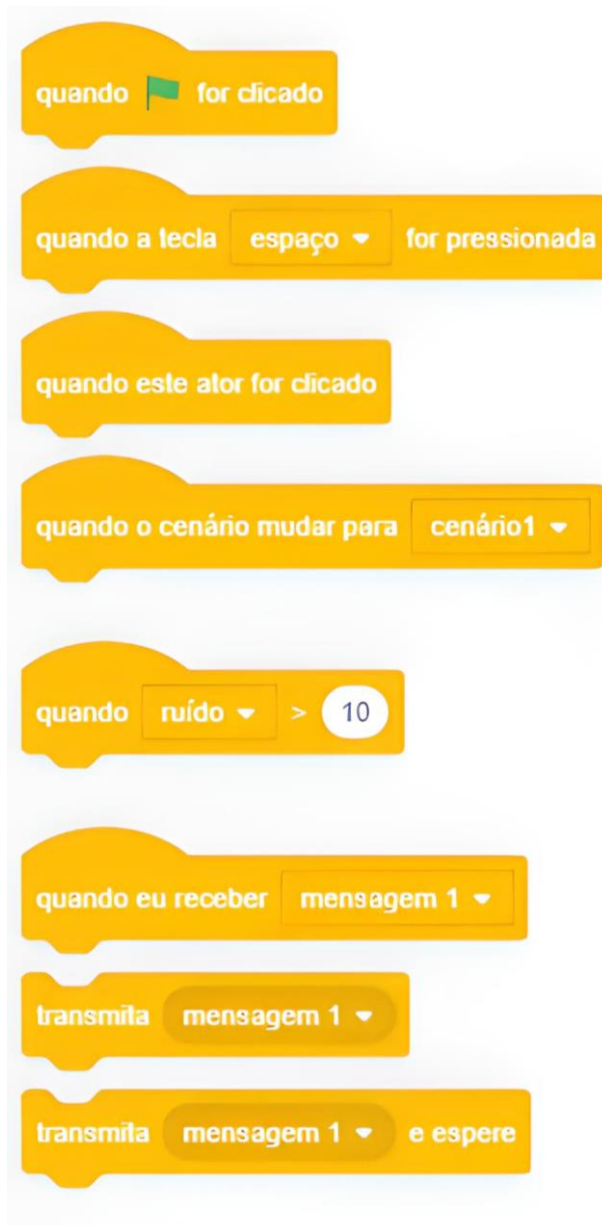 quando for clicado
quando a tecla espaço for pressionada
quando este ator for clicado
quando o cenário mudar para cenário1
quando ruído > 10
quando eu receber mensagem 1
transmita mensagem 1
transmita mensagem 1 e espere